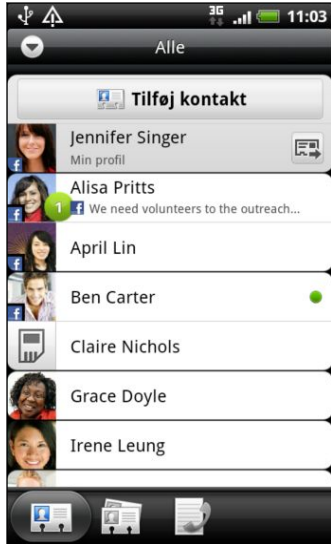 3G
11:03
Alle
Tilføj kontakt
Jennifer Singer
Min profil
Alisa Pritts
1
We need volunteers to the outreach...
April Lin
Ben Carter
Claire Nichols
Grace Doyle
Irene Leung